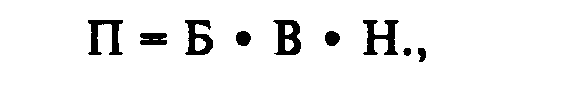 П = Б • В • Н.,